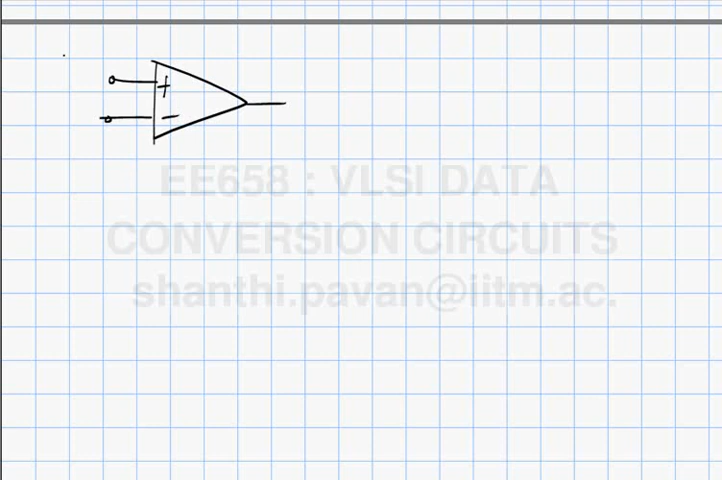 +
−
EE658 : VLSI DATA
CONVERSION CIRCUITS
shanthi.pavan@iitm.ac.